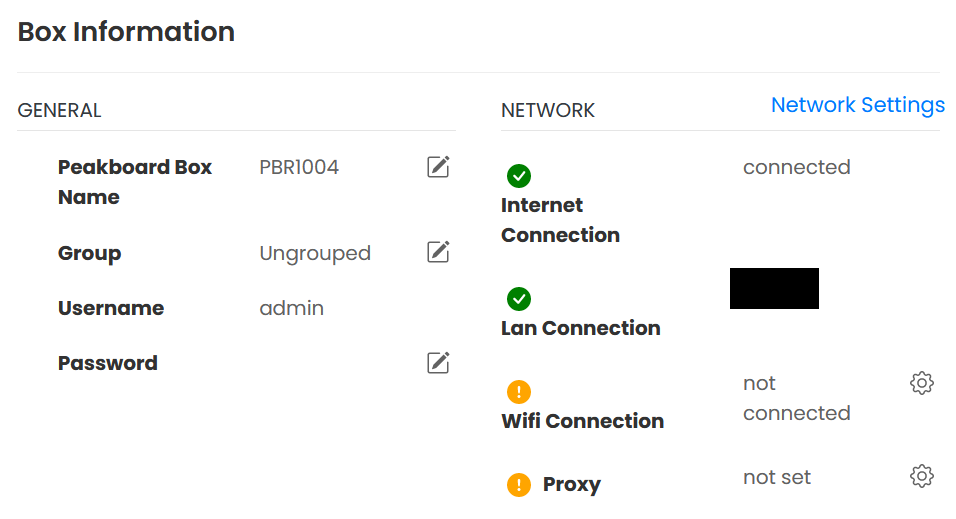 Box Information
GENERAL
Peakboard Box
Name
PBR1004
Group
Ungrouped
Username
admin
Password
NETWORK
Network Settings
Internet
Connection
connected
Lan Connection
Wifi Connection
not
connected
Proxy
not set